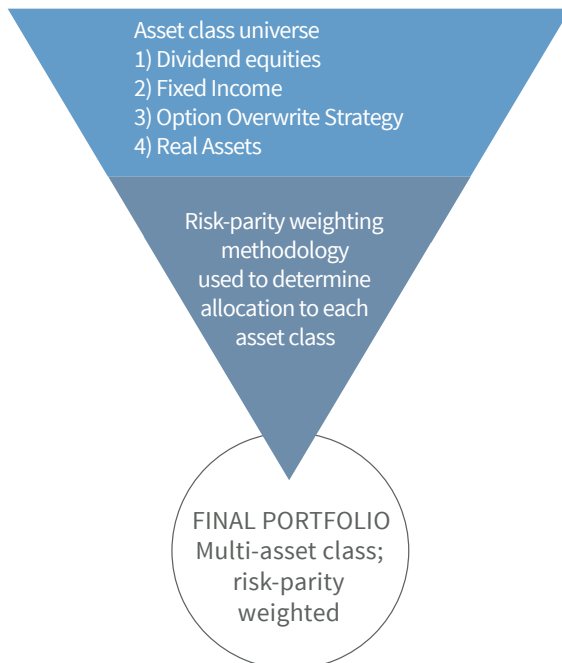 Asset class universe
1) Dividend equities
2) Fixed Income
3) Option Overwrite Strategy
4) Real Assets
Risk-parity weighting
methodology
used to determine
allocation to each
asset class
FINAL PORTFOLIO
Multi-asset class;
risk-parity
weighted